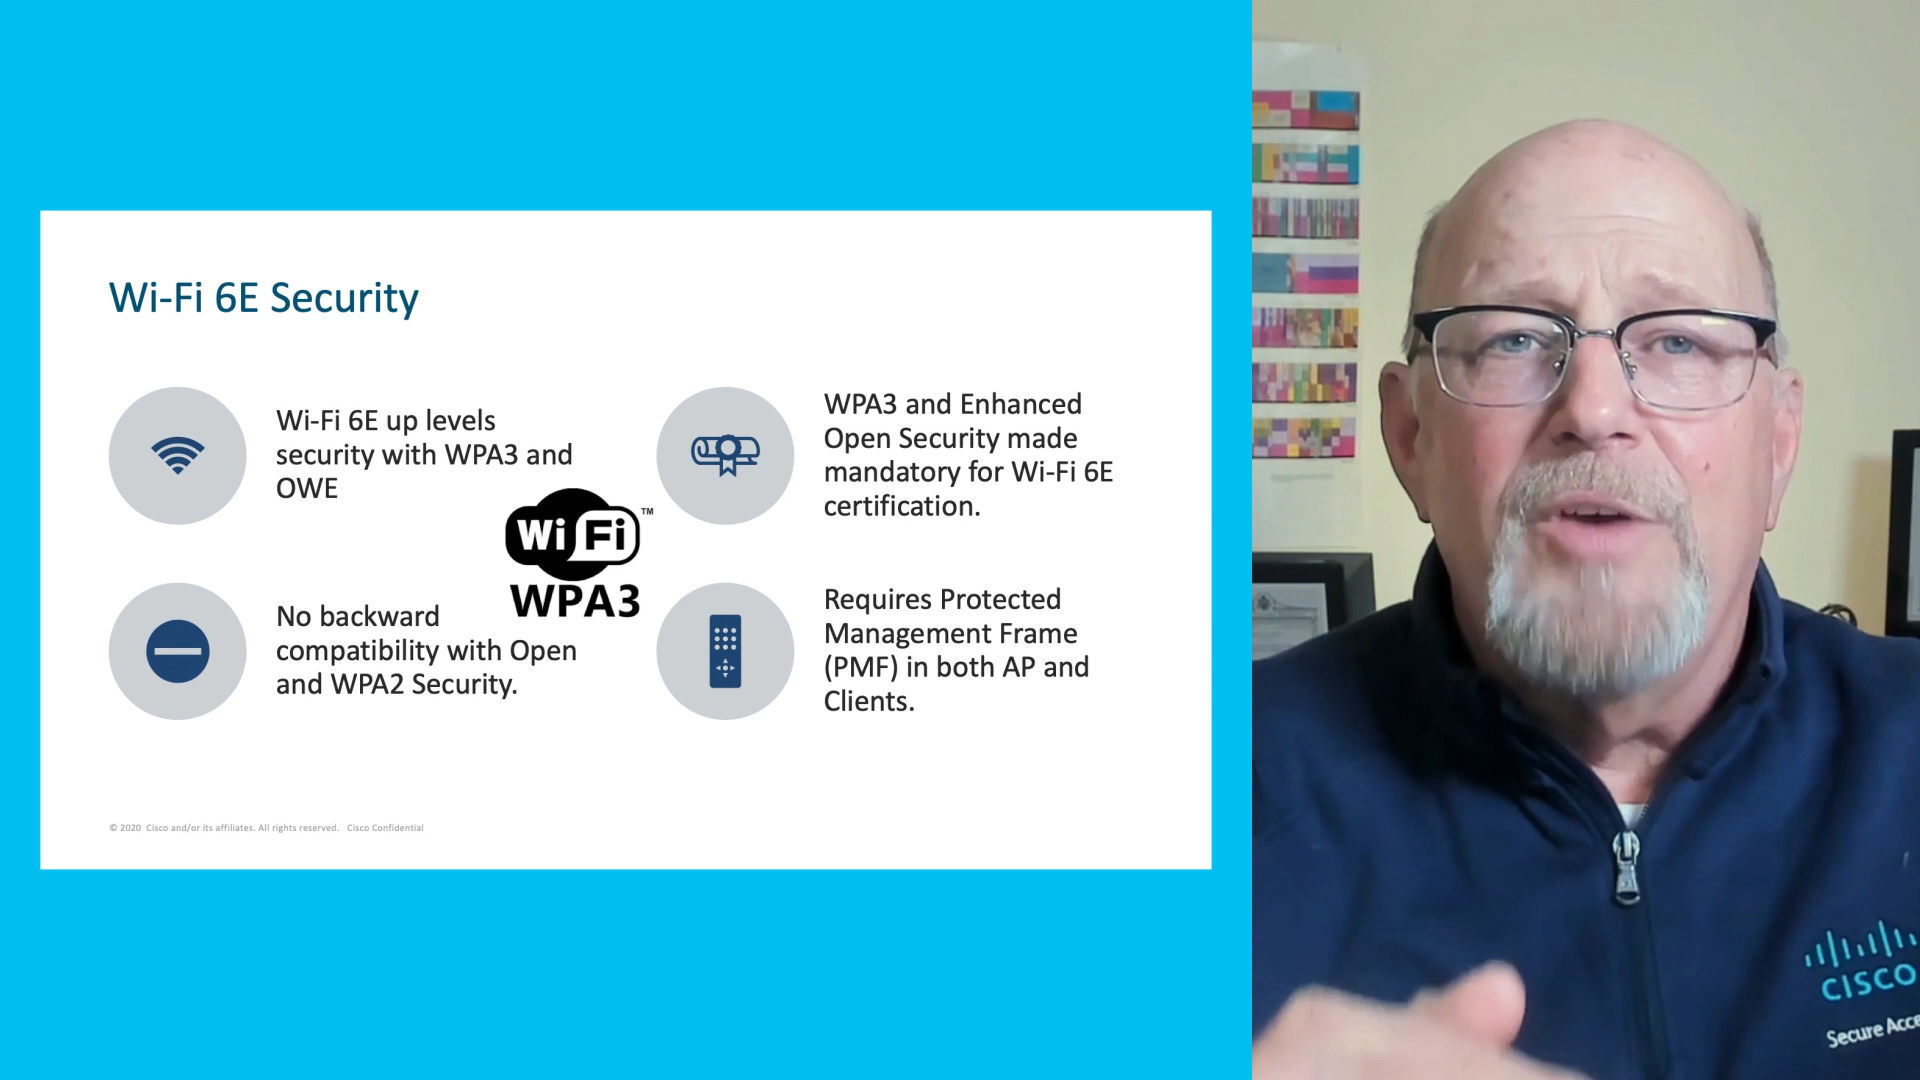 Wi-Fi 6E Security
Wi-Fi 6E up levels
security with WPA3 and
OWE
WPA3 and Enhanced
Open Security made
mandatory for Wi-Fi 6E
certification.
Wi Fi ™
WPA3
No backward
compatibility with Open
and WPA2 Security.
Requires Protected
Management Frame
(PMF) in both AP and
Clients.
© 2020 Cisco and/or its affiliates. All rights reserved. Cisco Confidential
CISCO
Secure